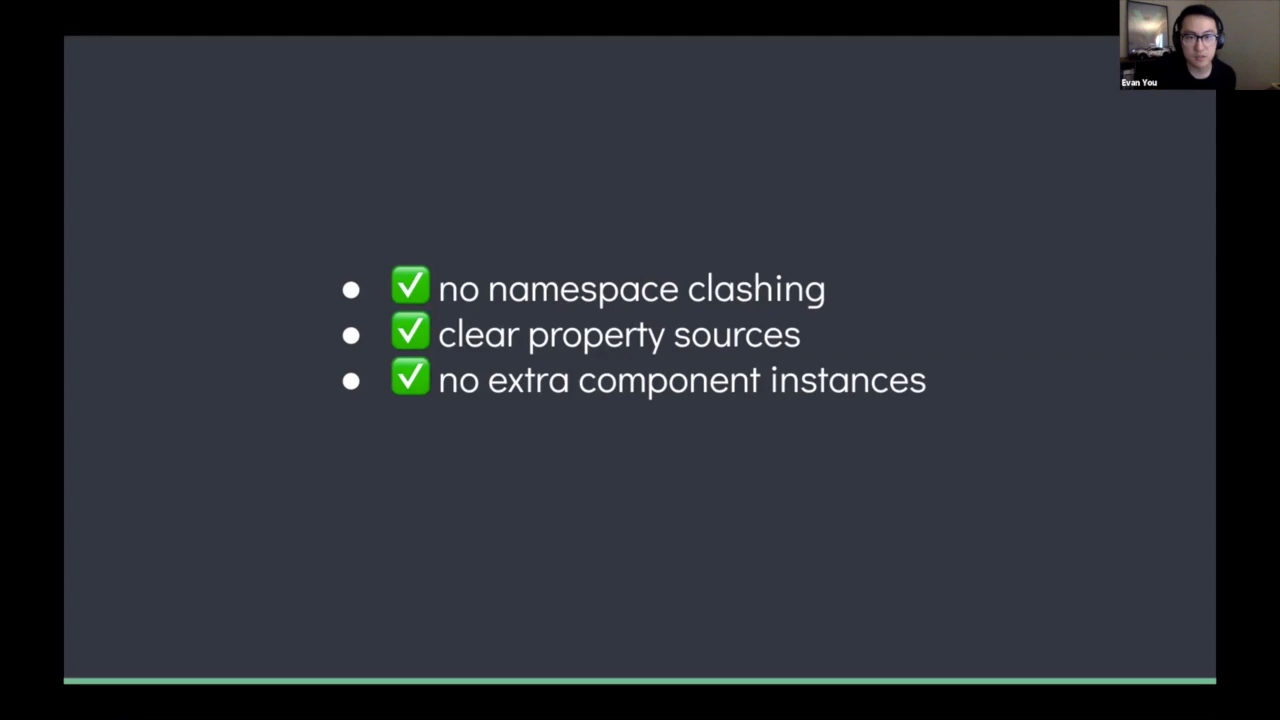 Evan You
● ✅ no namespace clashing
● ✅ clear property sources
● ✅ no extra component instances